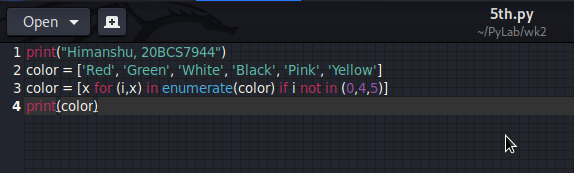 Open
5th.py
~/PyLab/wk2
1 print("Himanshu, 20BCS7944")
2 color = ['Red', 'Green', 'White', 'Black', 'Pink', 'Yellow']
3 color = [x for (i,x) in enumerate(color) if i not in (0,4,5)]
4 print(color)